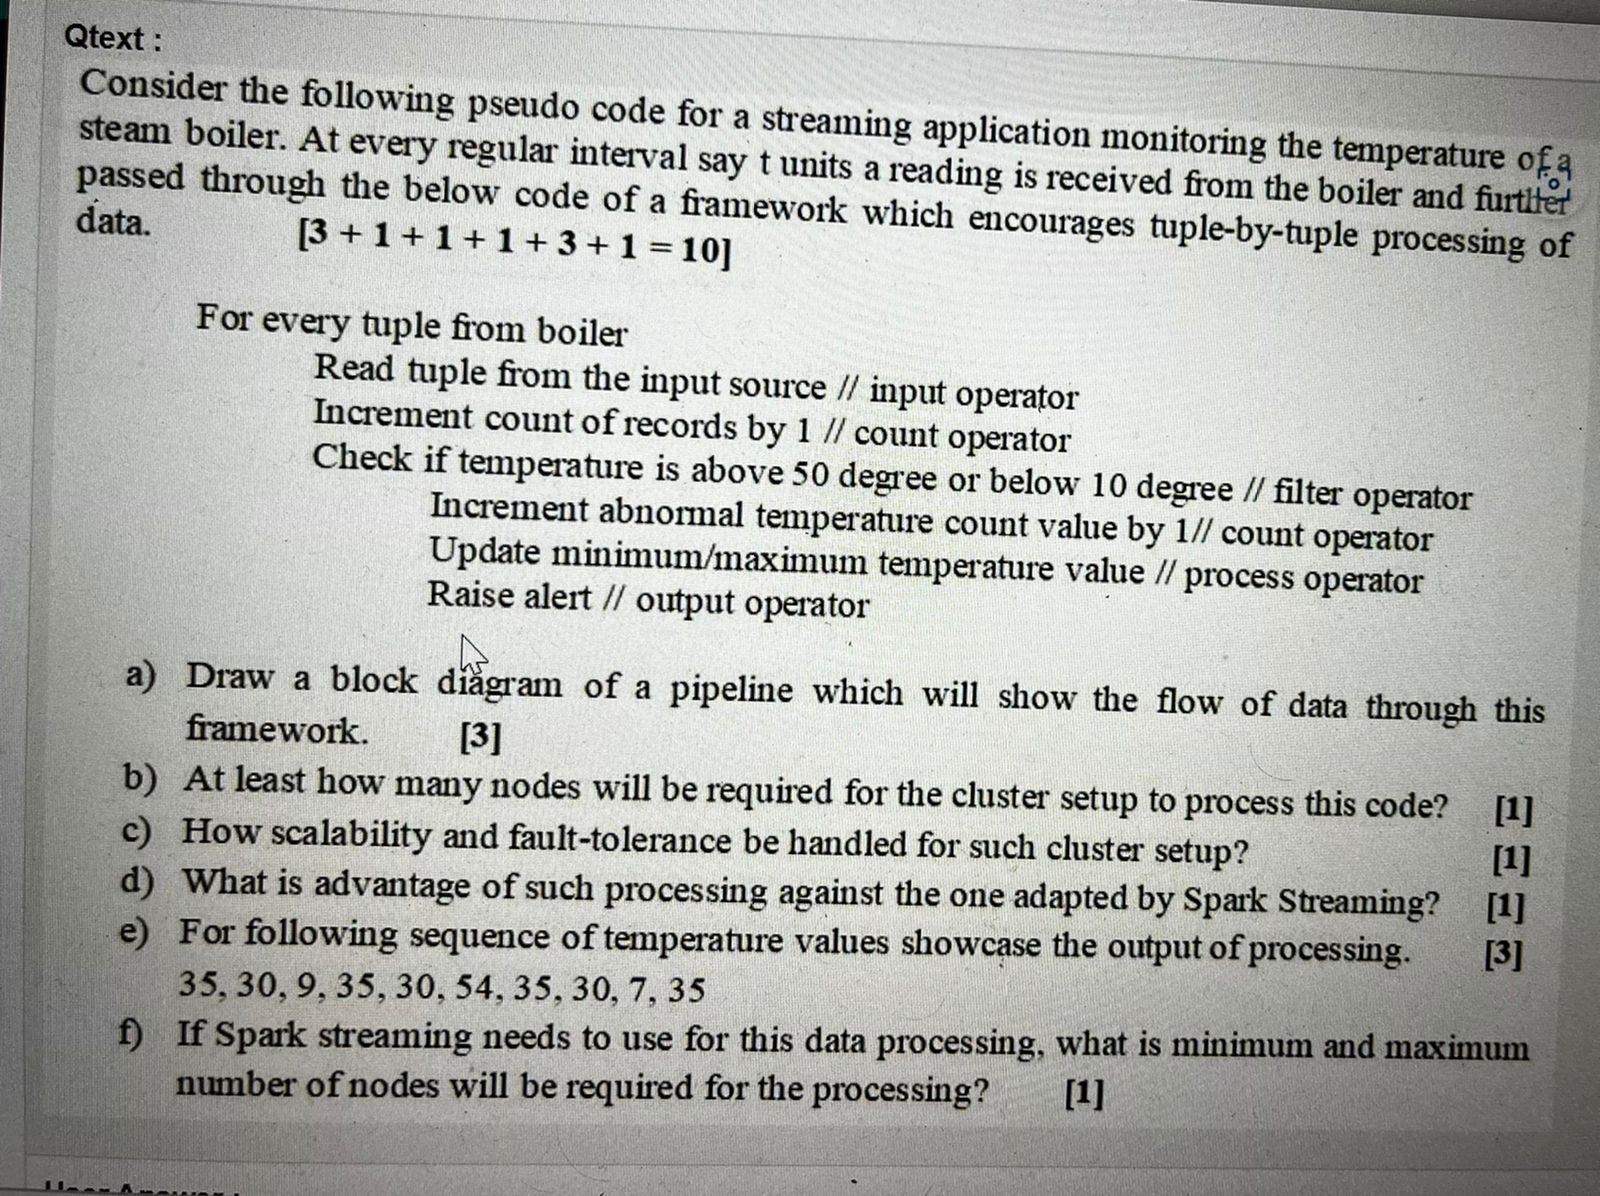 Qtext :
Consider the following pseudo code for a streaming application monitoring the temperature of a
steam boiler. At every regular interval say t units a reading is received from the boiler and further
passed through the below code of a framework which encourages tuple-by-tuple processing of
data. [3 + 1 + 1 + 1 + 3 + 1 = 10]
For every tuple from boiler
Read tuple from the input source // input operator
Increment count of records by 1 // count operator
Check if temperature is above 50 degree or below 10 degree // filter operator
Increment abnormal temperature count value by 1// count operator
Update minimum/maximum temperature value // process operator
Raise alert // output operator
a) Draw a block diagram of a pipeline which will show the flow of data through this
framework. [3]
b) At least how many nodes will be required for the cluster setup to process this code? [1]
c) How scalability and fault-tolerance be handled for such cluster setup? [1]
d) What is advantage of such processing against the one adapted by Spark Streaming? [1]
e) For following sequence of temperature values showcase the output of processing. [3]
35, 30, 9, 35, 30, 54, 35, 30, 7, 35
f) If Spark streaming needs to use for this data processing, what is minimum and maximum
number of nodes will be required for the processing? [1]